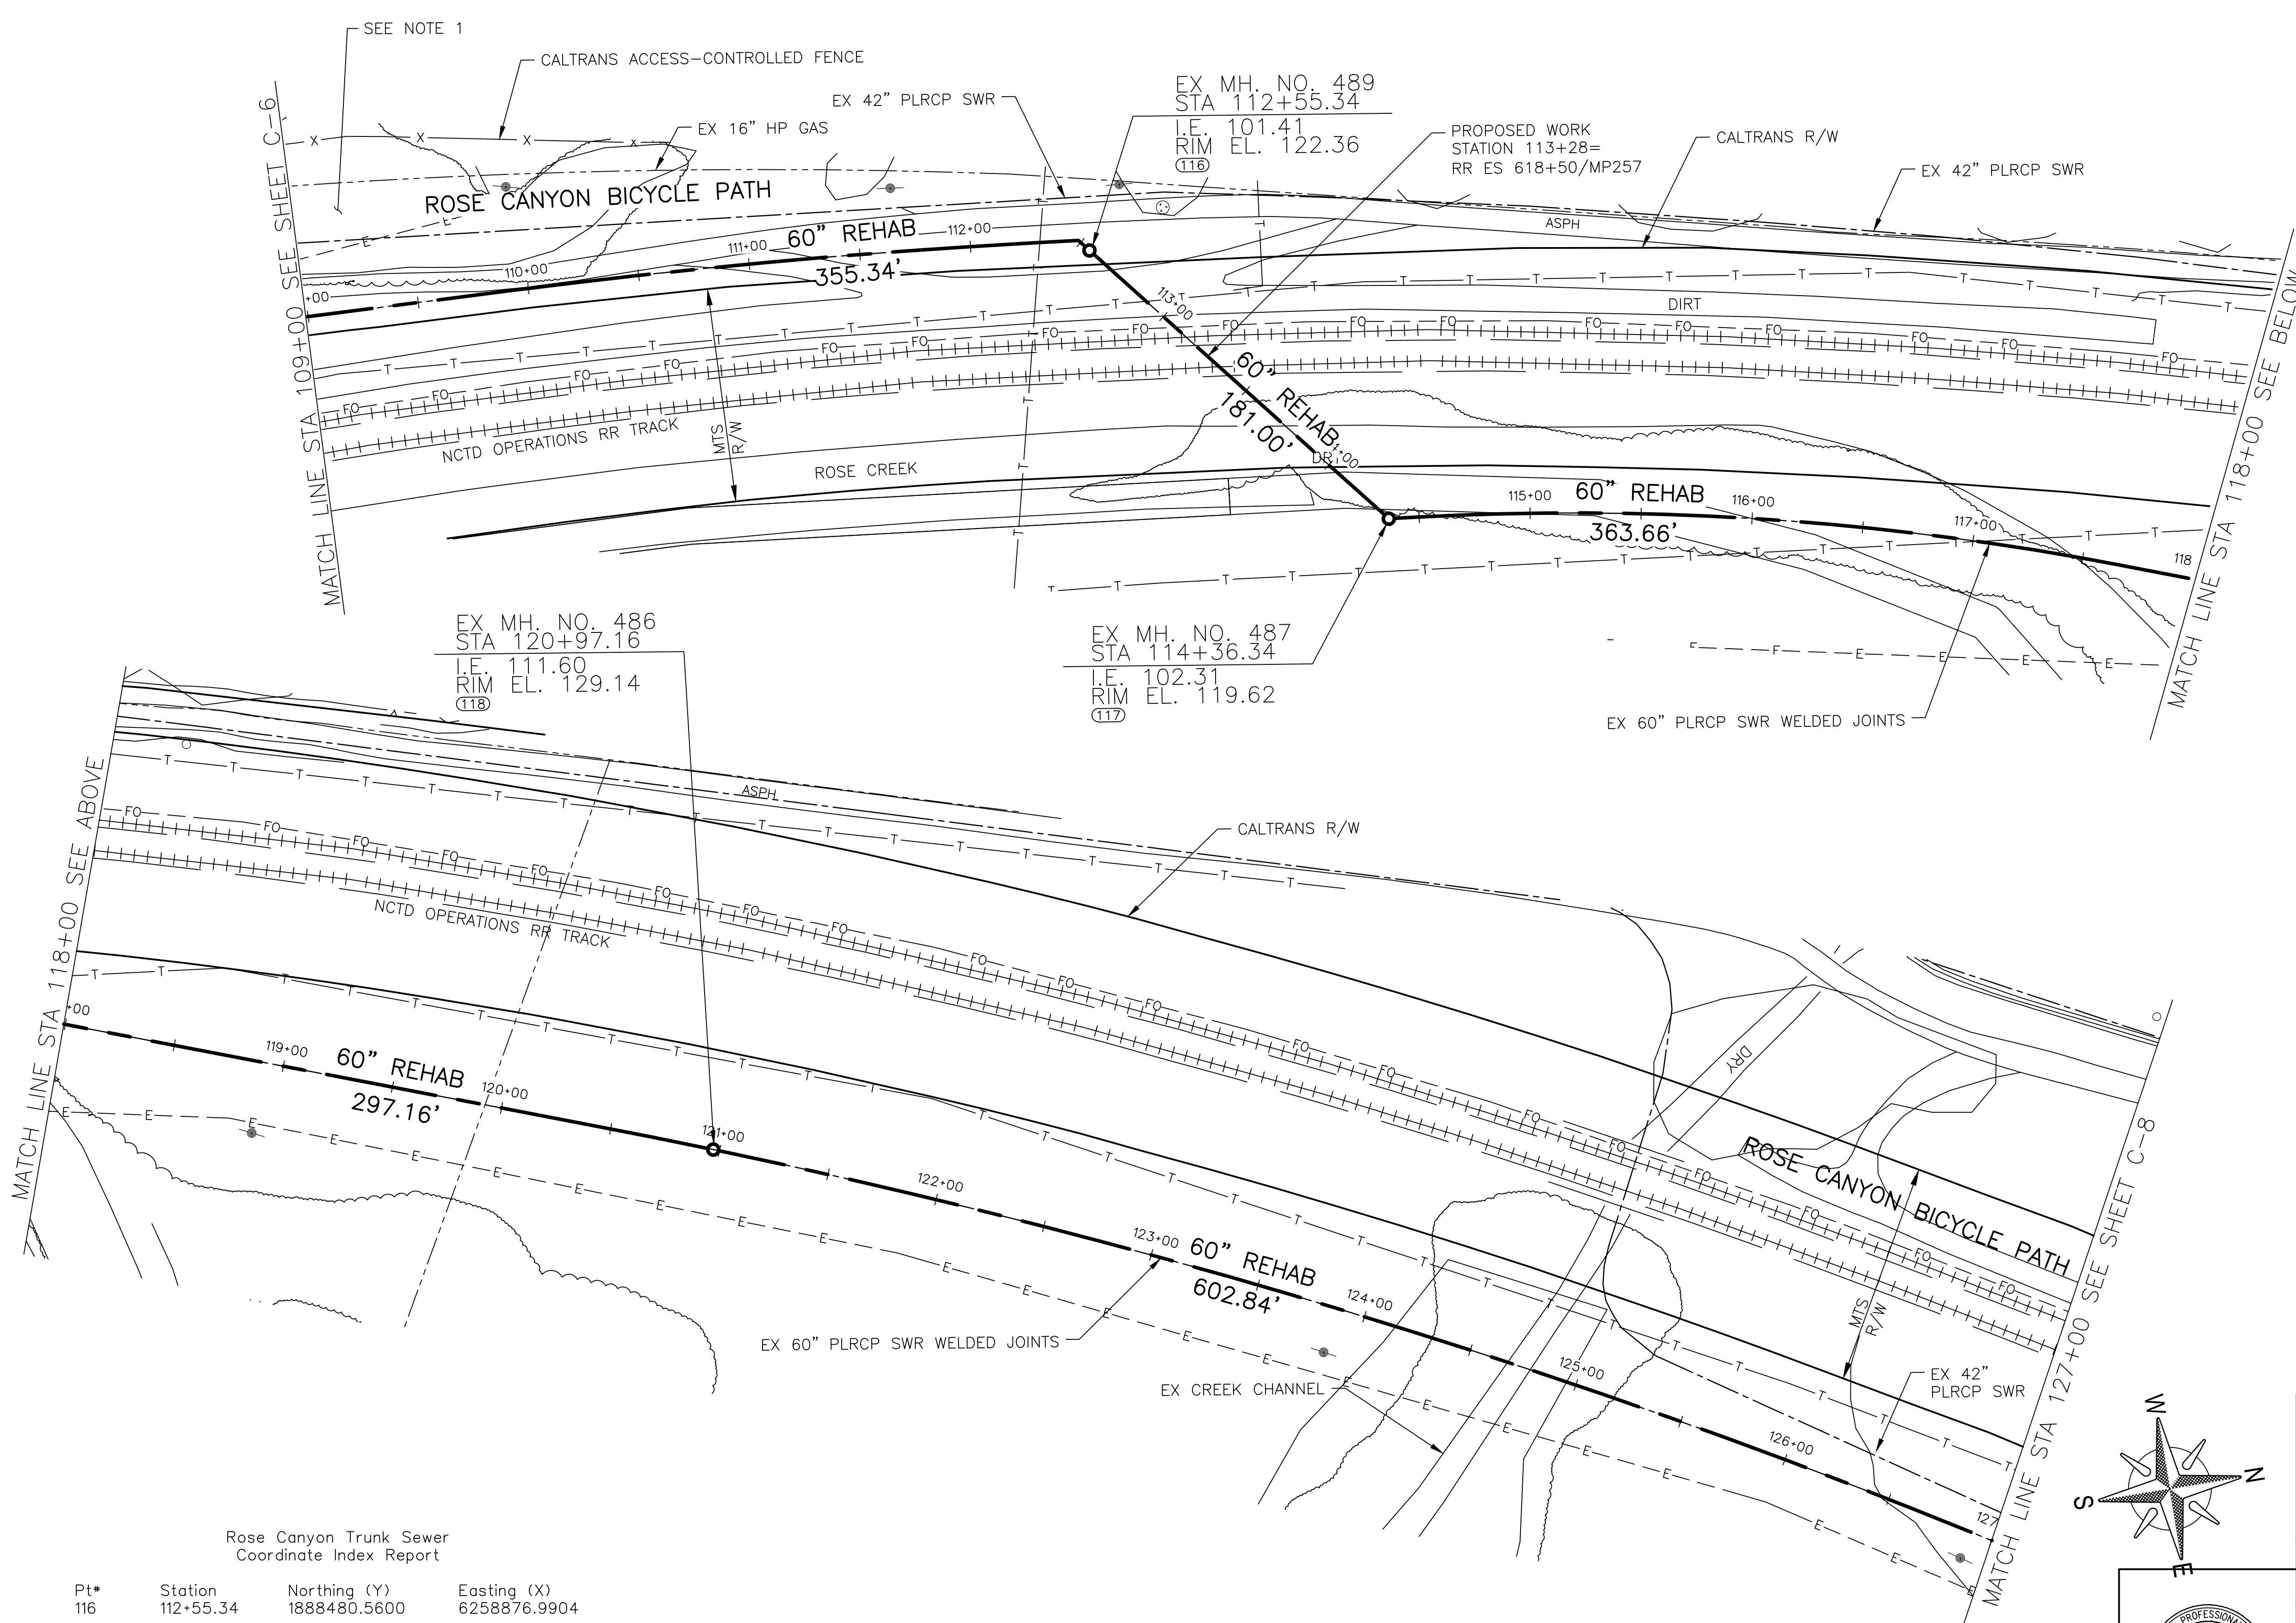 SEE NOTE 1
CALTRANS ACCESS-CONTROLLED FENCE
EX 42" PLRCP SWR
EX 16" HP GAS
EX MH. NO. 489
STA 112+55.34
I.E. 101.41
RIM EL. 122.36
116
PROPOSED WORK
STATION 113+28=
RR ES 618+50/MP257
CALTRANS R/W
EX 42" PLRCP SWR
MATCH LINE STA 109+00 SEE SHEET C-6
ROSE CANYON BICYCLE PATH
+00
110+00
111+00
60" REHAB
355.34'
112+00
ASPH
DIRT
113+00
60" REHAB
181.00'
NCTD OPERATIONS RR TRACK
MTS
R/W
ROSE CREEK
115+00
60" REHAB
363.66'
116+00
117+00
118
MATCH LINE STA 118+00 SEE BELOW
EX MH. NO. 486
STA 120+97.16
I.E. 111.60
RIM EL. 129.14
118
EX MH. NO. 487
STA 114+36.34
I.E. 102.31
RIM EL. 119.62
117
EX 60" PLRCP SWR WELDED JOINTS
MATCH LINE STA 118+00 SEE ABOVE
ASPH
CALTRANS R/W
NCTD OPERATIONS RR TRACK
+00
119+00
60" REHAB
297.16'
120+00
121+00
122+00
123+00
60" REHAB
602.84'
124+00
125+00
126+00
127
DRY
ROSE CANYON BICYCLE PATH
MTS
R/W
EX 60" PLRCP SWR WELDED JOINTS
EX CREEK CHANNEL
EX 42"
PLRCP SWR
MATCH LINE STA 127+00 SEE SHEET C-8
W
N
S
E
Rose Canyon Trunk Sewer
Coordinate Index Report
Pt# Station Northing (Y) Easting (X)
116 112+55.34 1888480.5600 6258876.9904
PROFESSIONAL